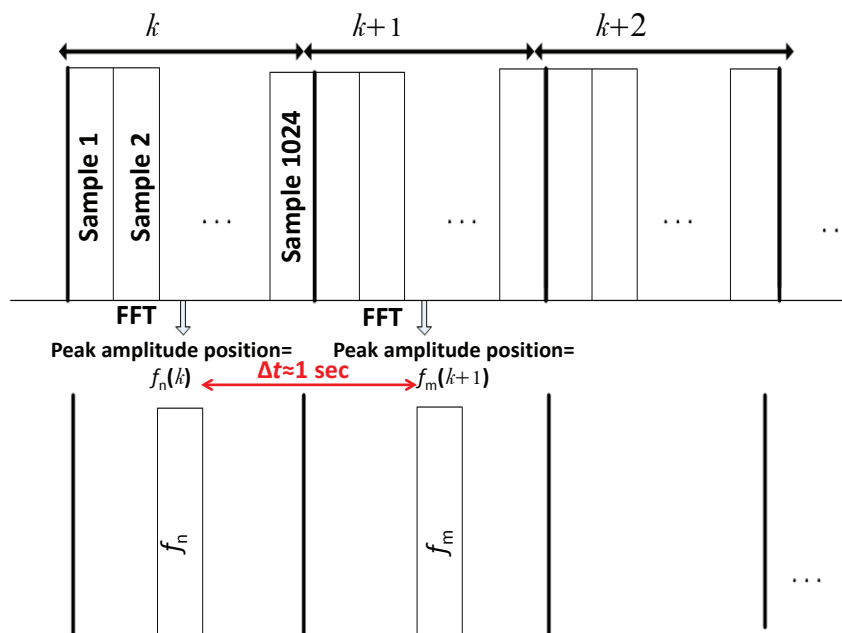 k k+1 k+2
Sample 1
Sample 2
...
Sample 1024
...
...
..
FFT
FFT
Peak amplitude position=
fn(k)
Peak amplitude position=
fm(k+1)
Δt≈1 sec
fn
fm
...